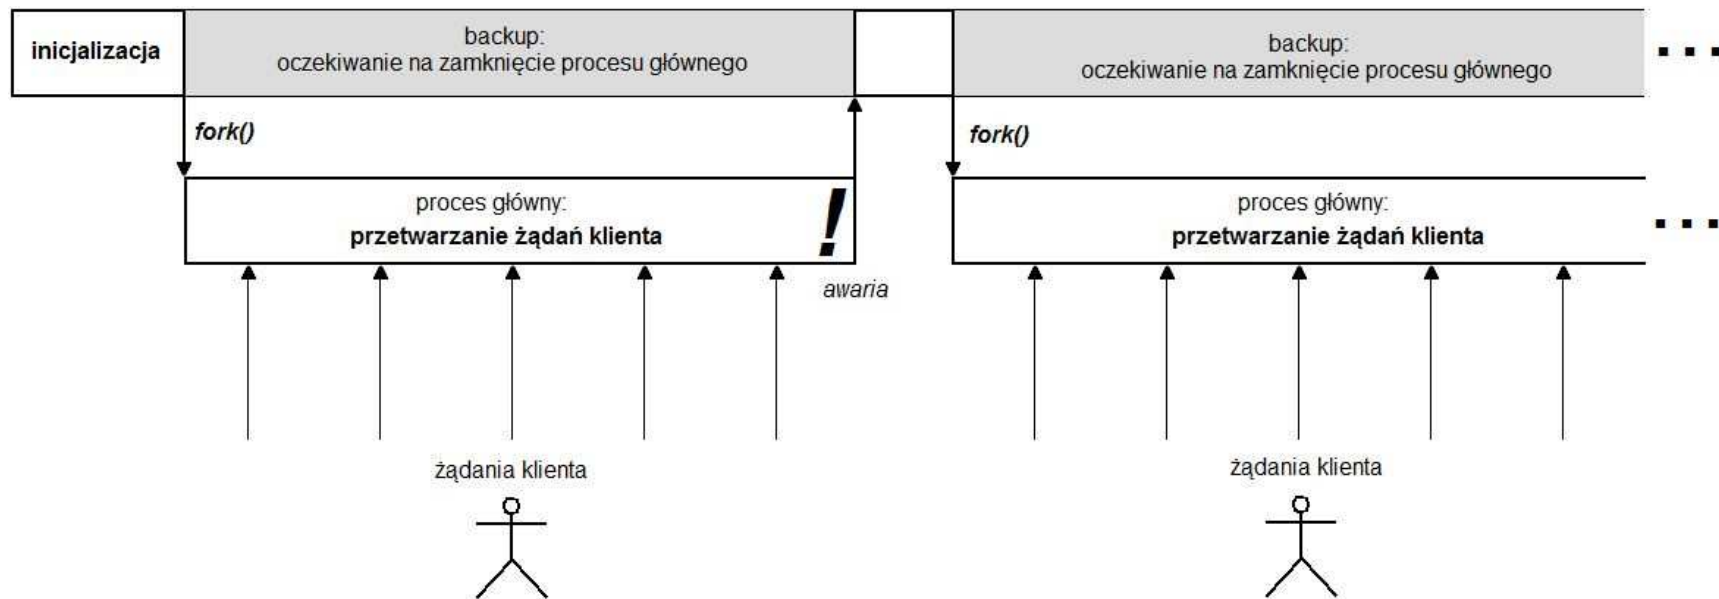 inicjalizacja
backup:
oczekiwanie na zamknięcie procesu głównego
backup:
oczekiwanie na zamknięcie procesu głównego
...
fork()
fork()
proces główny:
przetwarzanie żądań klienta
!
proces główny:
przetwarzanie żądań klienta
...
awaria
żądania klienta
żądania klienta